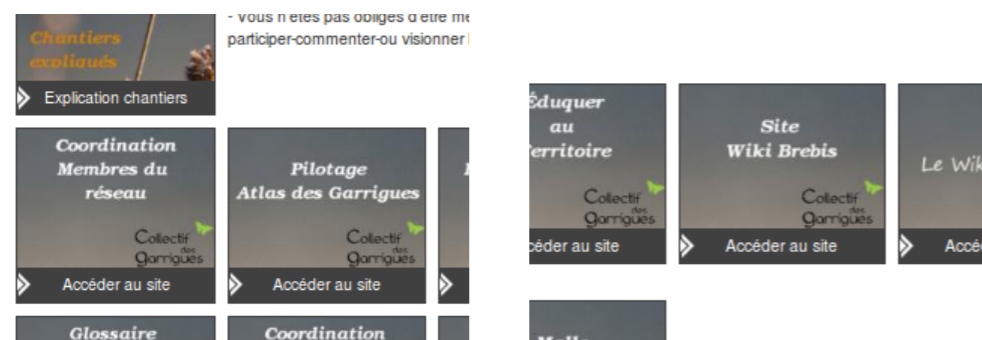 - Vous n'êtes pas obligés d'être
participer-commenter-ou visionner
Chantiers
expliqués
Explication chantiers
Coordination
Membres du
réseau
Collectif
des
garrigues
Accéder au site
Pilotage
Atlas des Garrigues
Collectif
des
garrigues
Accéder au site
Glossaire
Coordination
Éduquer
au
erritoire
Collectif
des
Garrigues
céder au site
Site
Wiki Brebis
Collectif
des
Garrigues
Accéder au site
Le Wik
Accé